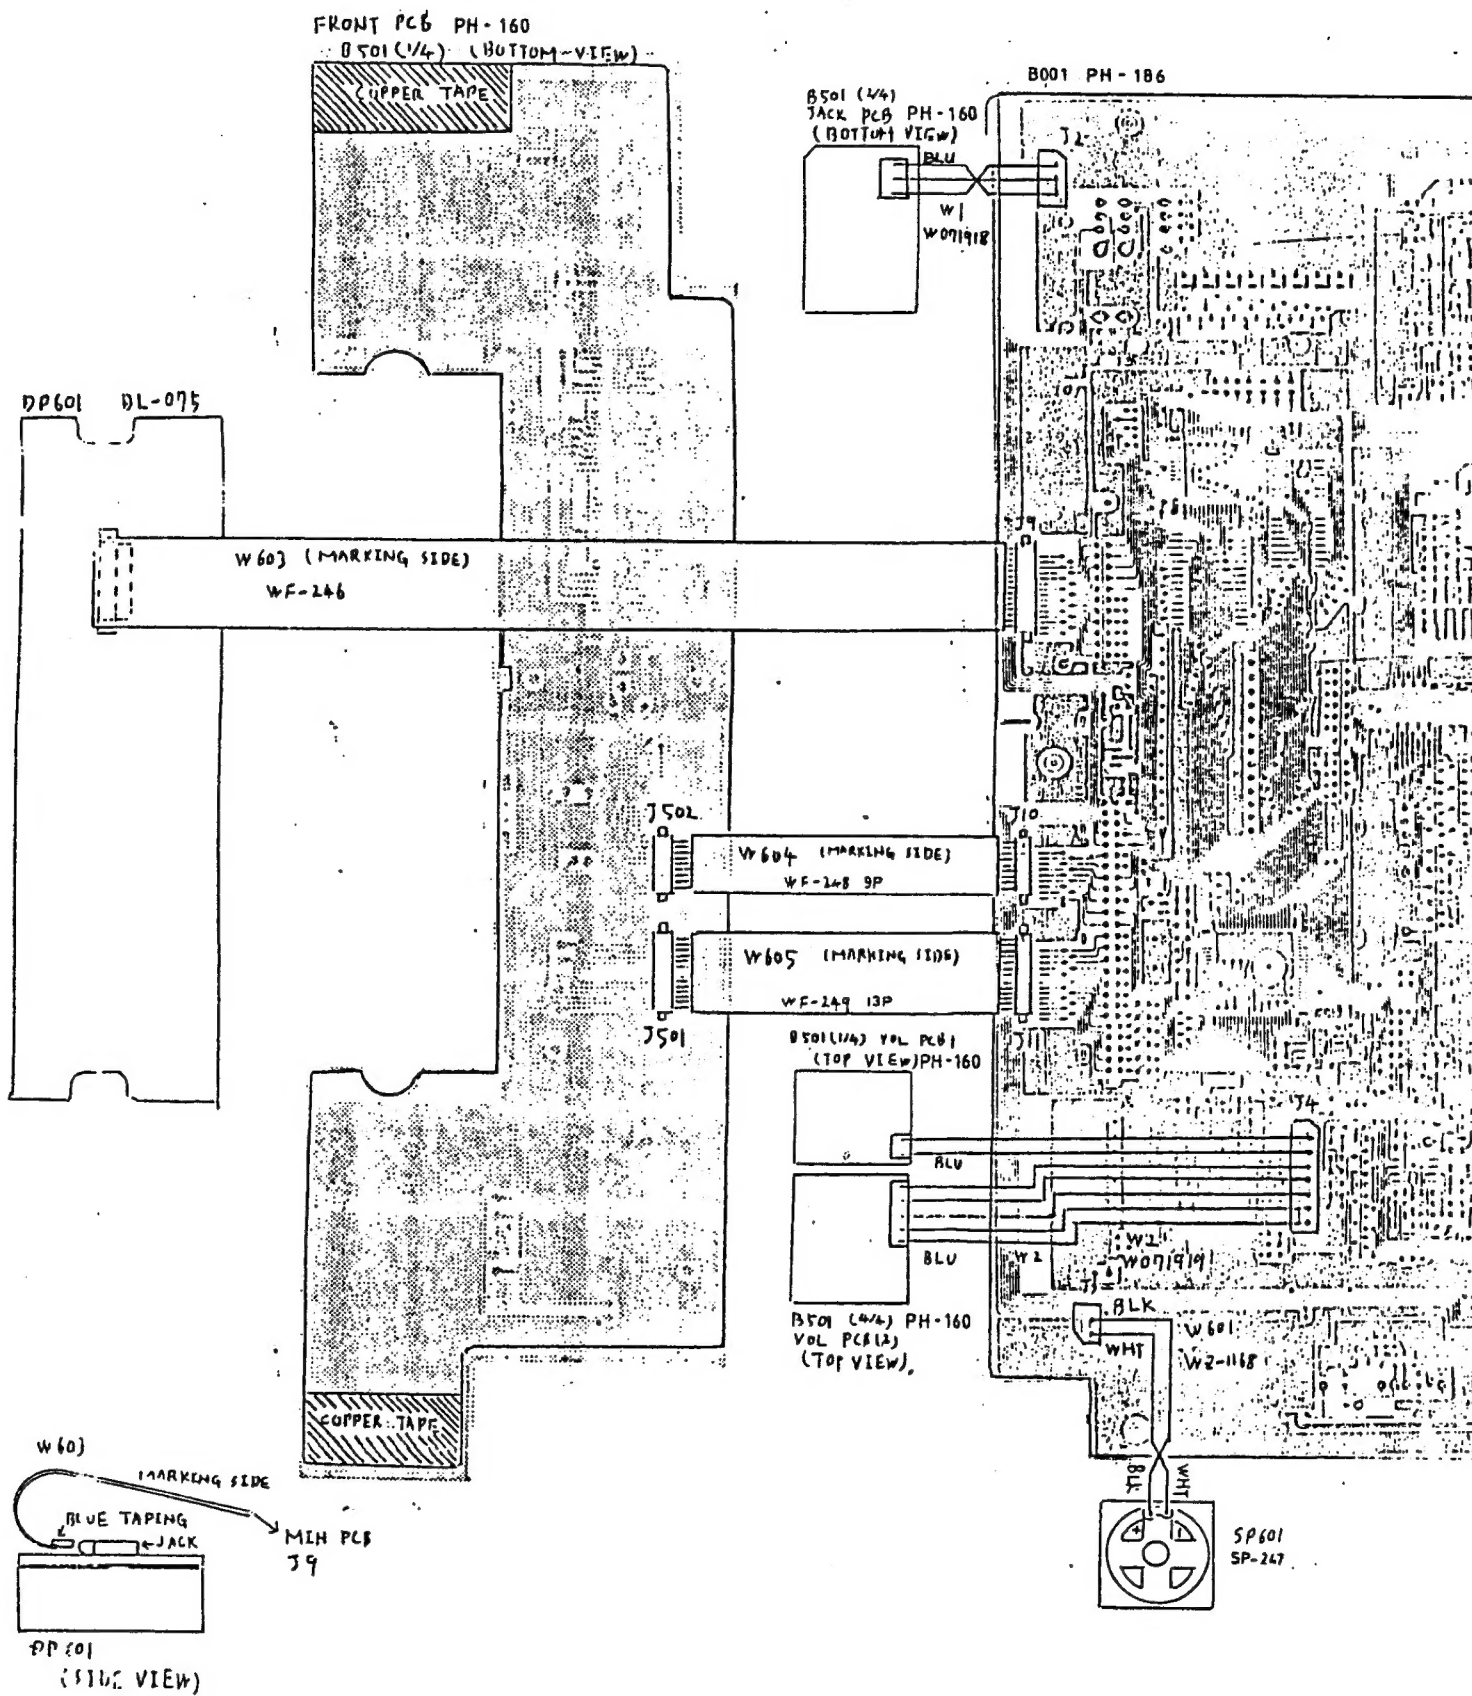 FRONT PCB PH-160
B501(1/4) (BOTTOM-VIEW)
COPPER TAPE
B001 PH-186
B501 (2/4)
JACK PCB PH-160
(BOTTOM VIEW)
J2
BLU
W1
W071918
DP601 DL-075
J9
W603 (MARKING SIDE)
WF-246
J502
J10
W604 (MARKING SIDE)
WF-248 9P
W605 (MARKING SIDE)
WF-249 13P
J501
J11
VOL PCB1
(TOP VIEW) PH-160
J4
BLU
BLU
W2
W2
W071919
J3
B501 (4/4) PH-160
VOL PCB(2)
(TOP VIEW)
BLK
WHT
W601
WZ-1168
COPPER TAPE
BLK
WHT
SP601
SP-247
W603
MARKING SIDE
BLUE TAPING
JACK
MIH PCB
J9
DP601
(SIDE VIEW)